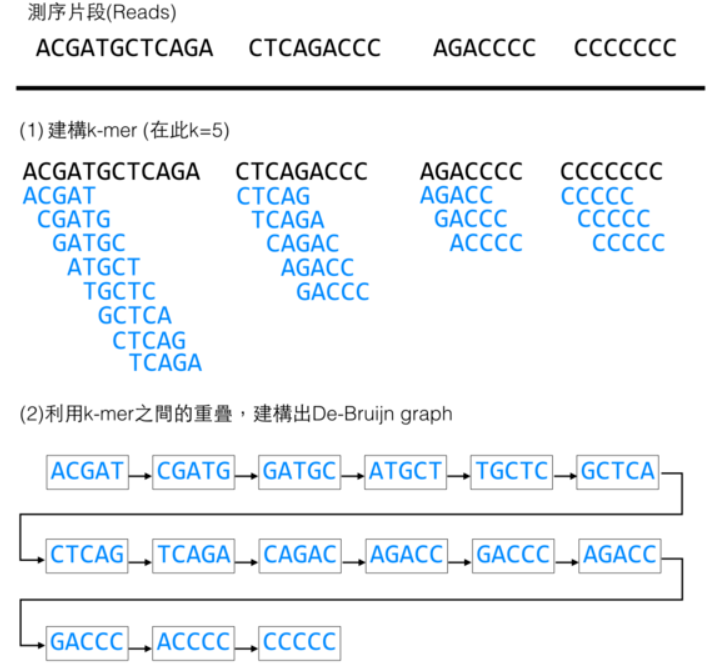 測序片段(Reads)
ACGATGCTCAGA CTCAGACCC AGACCCC CCCCCCC
(1) 建構k-mer (在此k=5)
ACGATGCTCAGA CTCAGACCC AGACCCC CCCCCCC
ACGAT CTCAG AGACC CCCCC
CGATG TCAGA GACCC CCCCC
GATGC CAGAC ACCCC CCCCC
ATGCT AGACC
TGCTC GACCC
GCTCA
CTCAG
TCAGA
(2)利用k-mer之間的重疊，建構出De-Bruijn graph
ACGAT CGATG GATGC ATGCT TGCTC GCTCA
CTCAG TCAGA CAGAC AGACC GACCC AGACC
GACCC ACCCC CCCCC